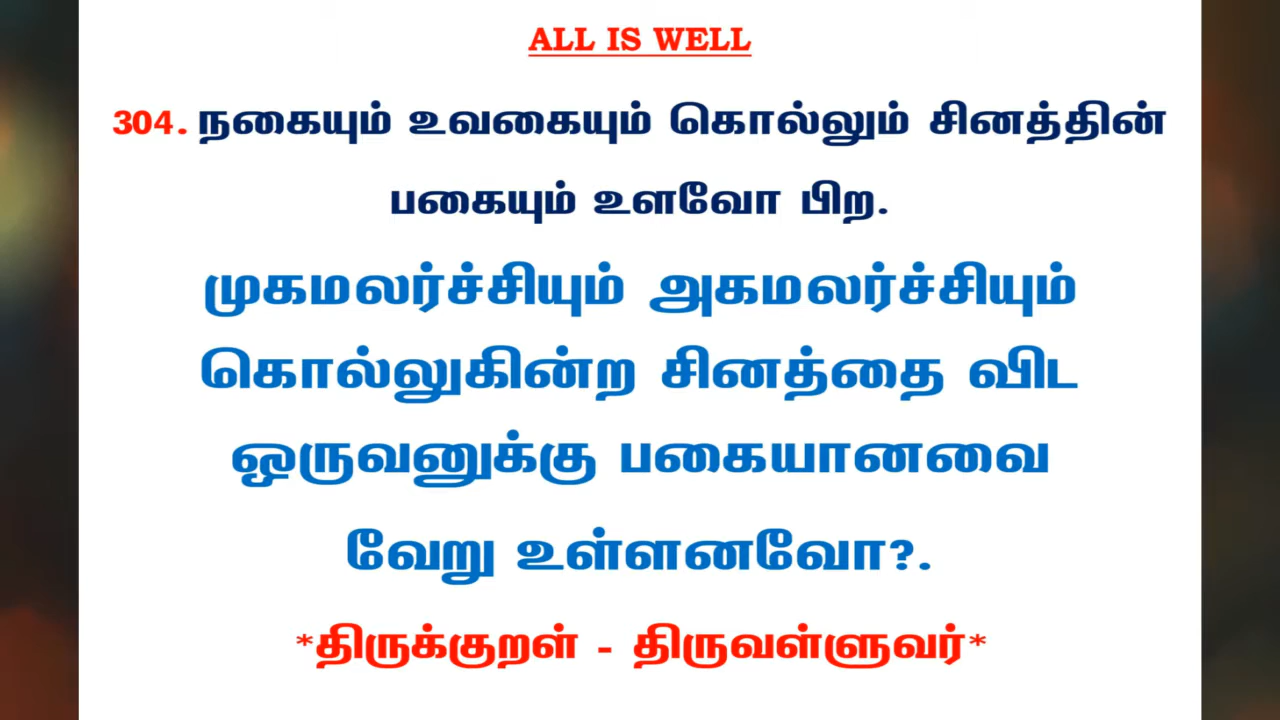 ALL IS WELL
304. நகையும் உவகையும் கொல்லும் சினத்தின்
பகையும் உளவோ பிற.
முகமலர்ச்சியும் அகமலர்ச்சியும்
கொல்லுகின்ற சினத்தை விட
ஒருவனுக்கு பகையானவை
வேறு உள்ளனவோ?.
*திருக்குறள் - திருவள்ளுவர்*